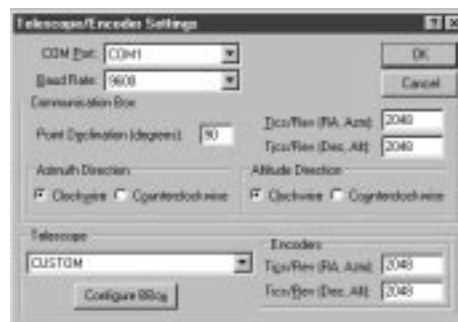 Telescope/Encoder Settings
COM Port: COM1
OK
Baud Rate: 9600
Cancel
Communication Box
Point Declination (degrees): 90
Tics/Rev (RA, Azm): 2048
Tics/Rev (Dec, Alt): 2048
Azimuth Direction
Clockwise Counterclockwise
Altitude Direction
Clockwise Counterclockwise
Telescope
CUSTOM
Configure BBox
Encoders
Tics/Rev (RA, Azm): 2048
Tics/Rev (Dec, Alt): 2048